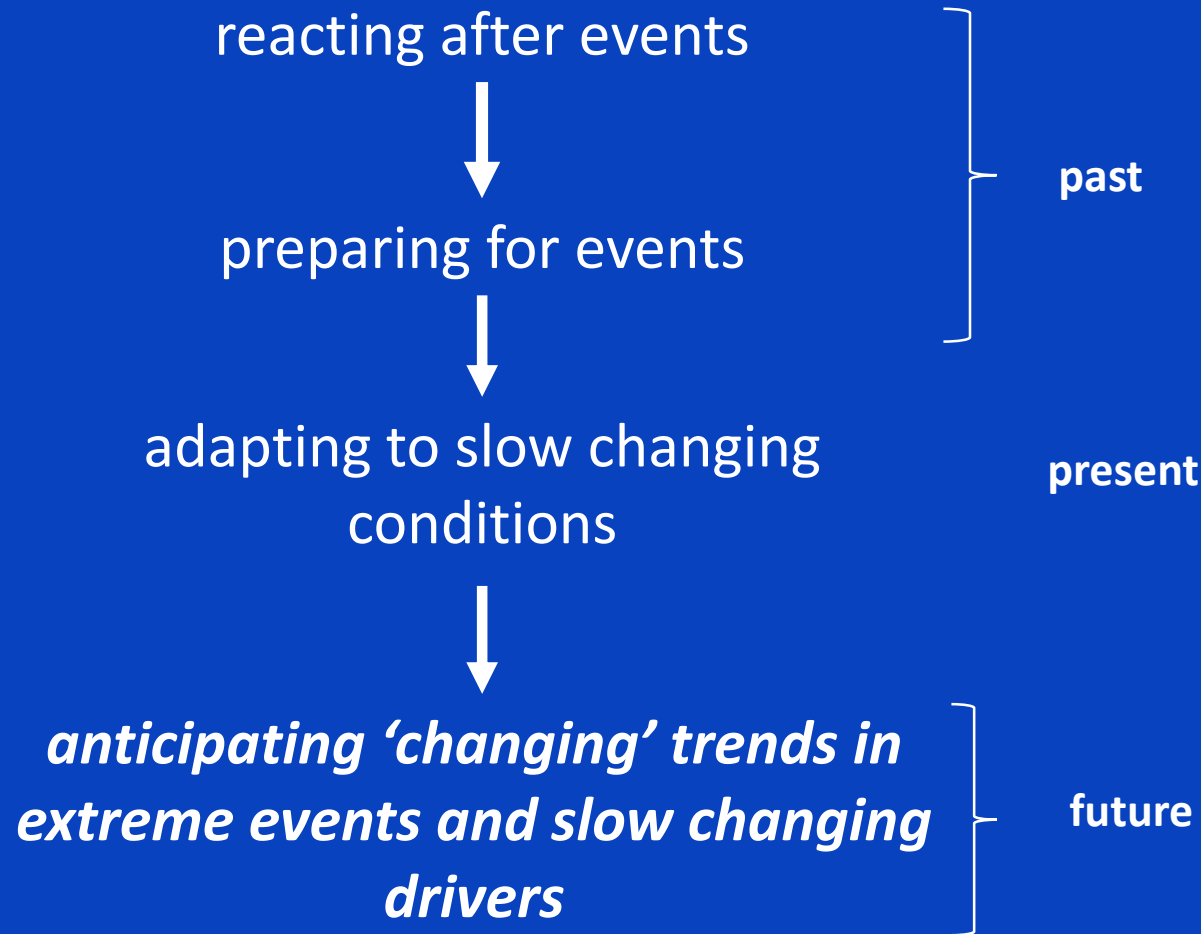 reacting after events
past
preparing for events
adapting to slow changing
conditions
present
anticipating ‘changing’ trends in
extreme events and slow changing
drivers
future